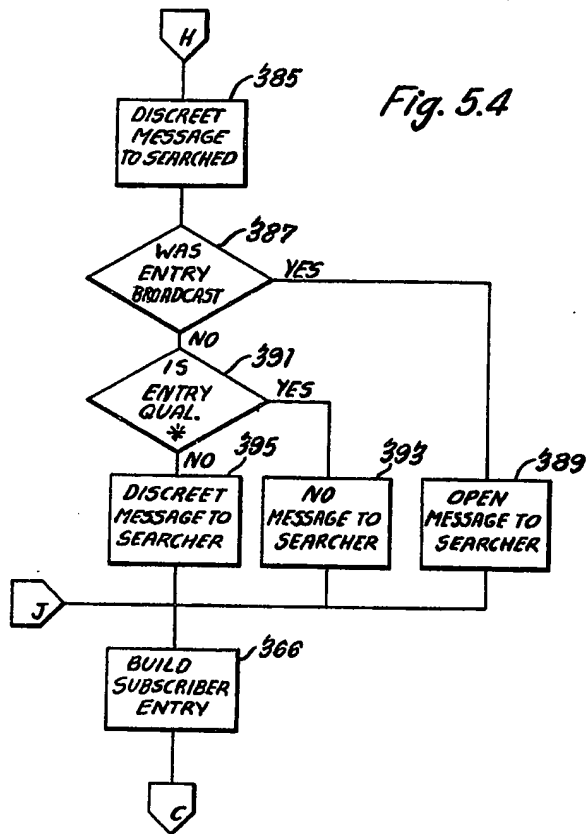 H
385
Fig. 5.4
DISCREET
MESSAGE
TO SEARCHED
387
WAS
ENTRY
BROADCAST
YES
NO
391
IS
ENTRY
QUAL.
*
YES
NO
395
393
389
DISCREET
MESSAGE TO
SEARCHER
NO
MESSAGE TO
SEARCHER
OPEN
MESSAGE TO
SEARCHER
J
366
BUILD
SUBSCRIBER
ENTRY
C